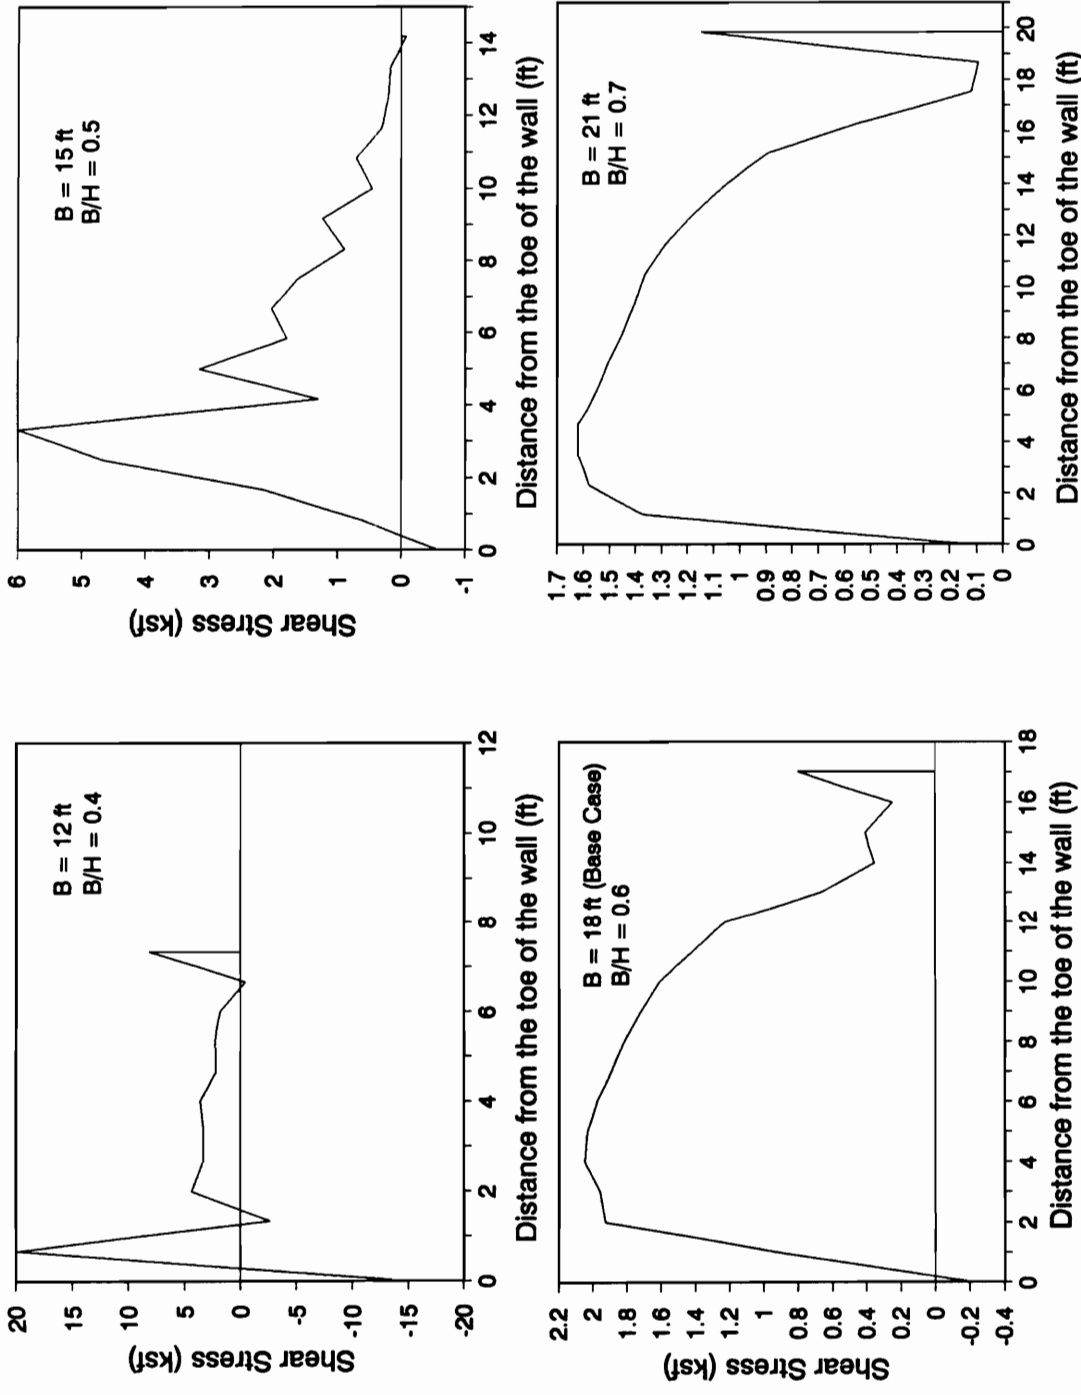 B = 12 ft
B/H = 0.4
Shear Stress (ksf)
20
15
10
5
0
-5
-10
-15
-20
0 2 4 6 8 10 12
Distance from the toe of the wall (ft)
B = 15 ft
B/H = 0.5
Shear Stress (ksf)
6
5
4
3
2
1
0
-1
0 2 4 6 8 10 12 14
Distance from the toe of the wall (ft)
B = 18 ft (Base Case)
B/H = 0.6
Shear Stress (ksf)
2.2
2
1.8
1.6
1.4
1.2
1
0.8
0.6
0.4
0.2
0
-0.2
-0.4
0 2 4 6 8 10 12 14 16 18
Distance from the toe of the wall (ft)
B = 21 ft
B/H = 0.7
1.7
1.6
1.5
1.4
1.3
1.2
1.1
1
0.9
0.8
0.7
0.6
0.5
0.4
0.3
0.2
0.1
0
0 2 4 6 8 10 12 14 16 18 20
Distance from the toe of the wall (ft)